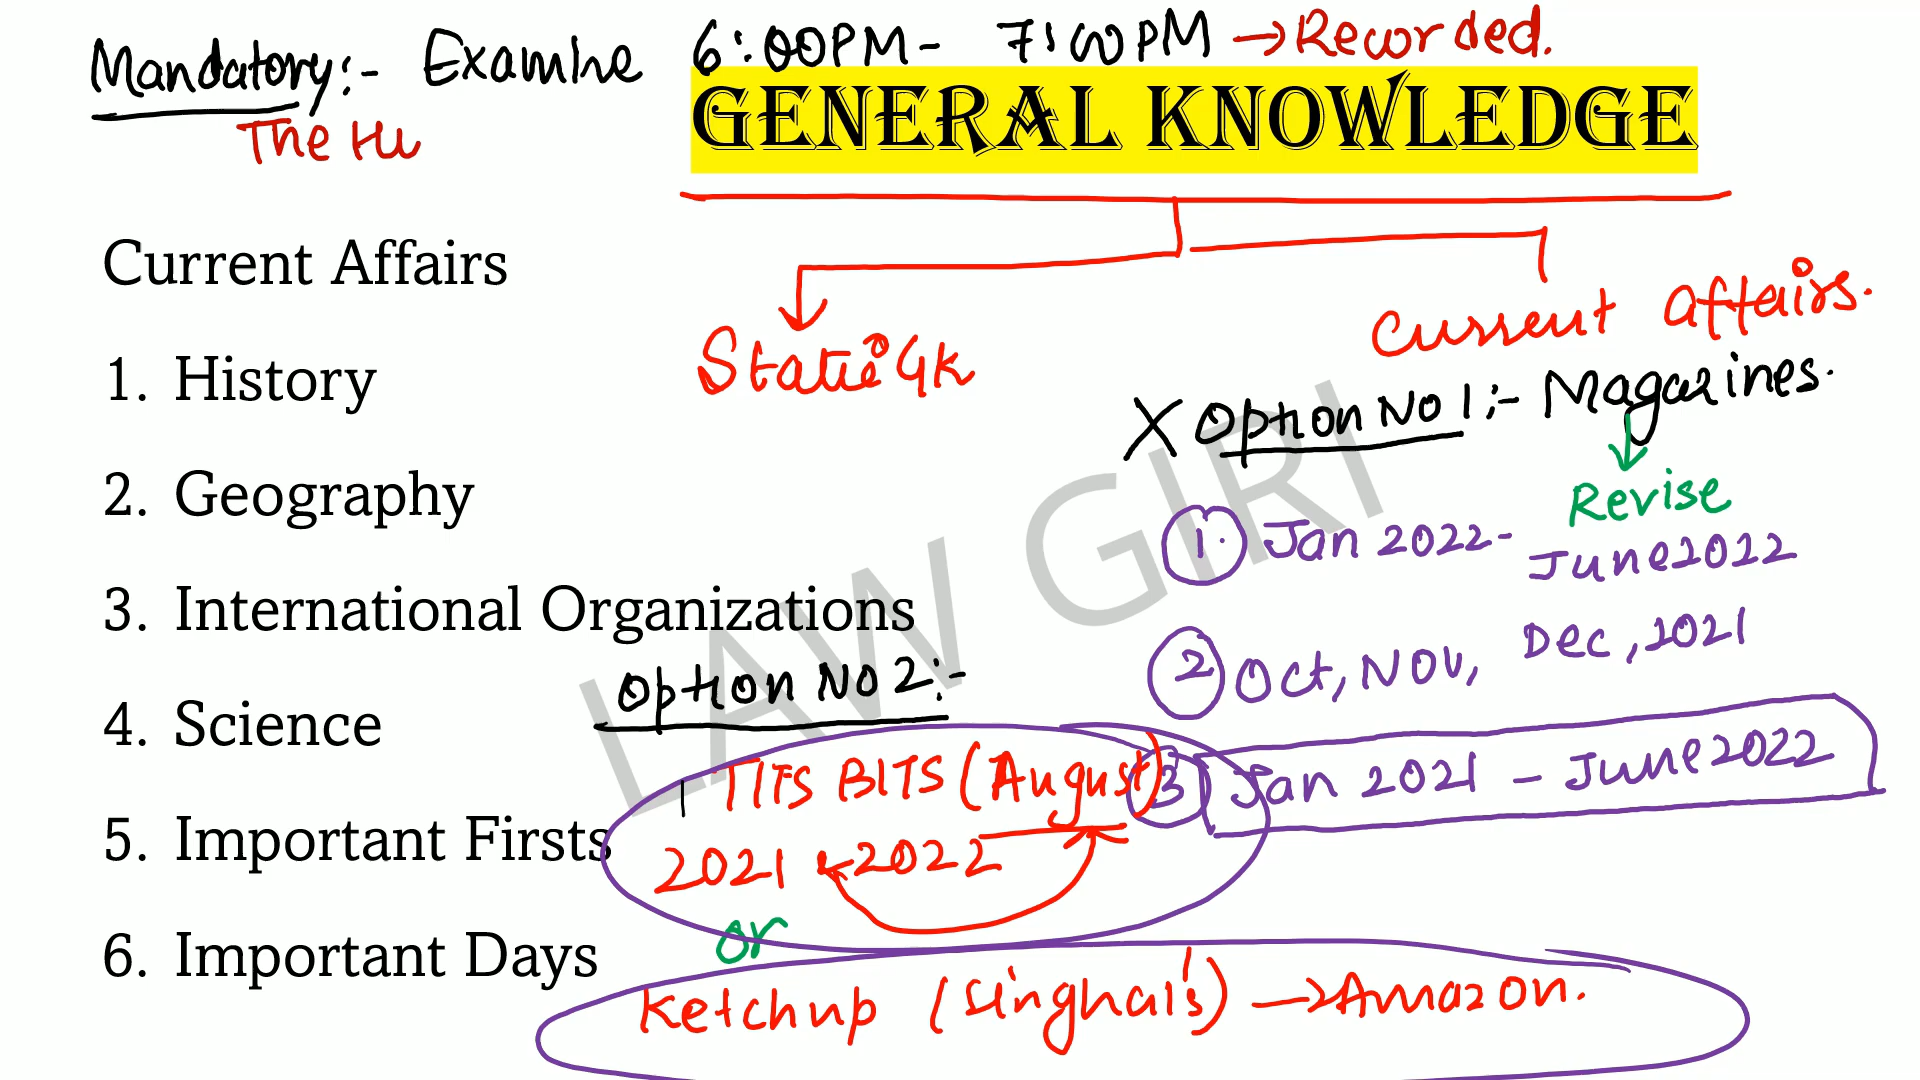 Mandatory:- Examine 6:00PM- 7:00PM →Recorded.
The Hi
GENERAL KNOWLEDGE
Current Affairs
Static Gk
Current affairs.
1. History
X Option No 1:- Magazines.
Revise
2. Geography
1. Jan 2022- June2022
3. International Organizations
2 Oct, Nov, Dec, 2021
Option No 2:-
4. Science
TITS BITS (August)
3 Jan 2021 - June2022
5. Important Firsts
2021 2022
or
6. Important Days
Ketchup (Singhal's) → Amazon.
LAW GIRI